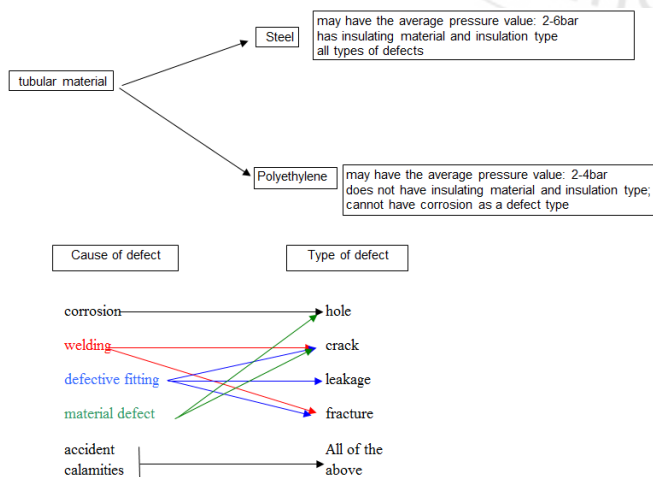 Steel
may have the average pressure value: 2-6bar
has insulating material and insulation type
all types of defects
tubular material
Polyethylene
may have the average pressure value: 2-4bar
does not have insulating material and insulation type;
cannot have corrosion as a defect type
Cause of defect
Type of defect
corrosion
hole
welding
crack
defective fitting
leakage
material defect
fracture
accident
calamities
All of the
above